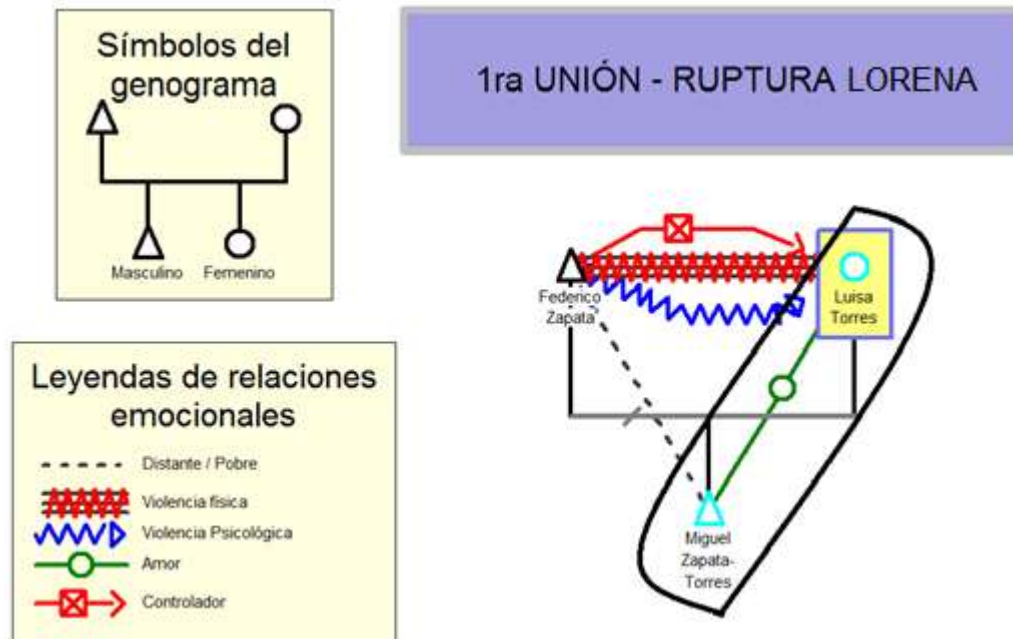 Símbolos del
genograma
Masculino
Femenino
1ra UNIÓN - RUPTURA LORENA
Federico
Zapata
Luisa
Torres
Miguel
Zapata-
Torres
Leyendas de relaciones
emocionales
Distante / Pobre
Violencia física
Violencia Psicológica
Amor
Controlador